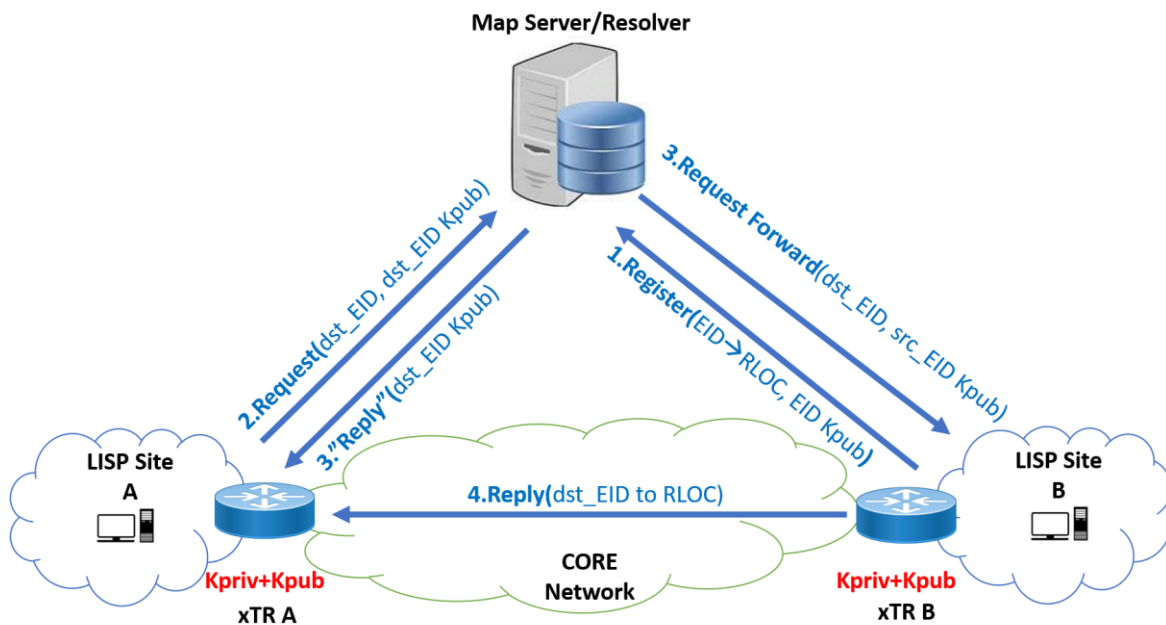 Map Server/Resolver
3.Request Forward(dst_EID, src_EID Kpub)
1.Register(EID→RLOC, EID Kpub)
2.Request(dst_EID, dst_EID Kpub)
3."Reply”(dst_EID Kpub)
LISP Site
A
LISP Site
B
4.Reply(dst_EID to RLOC)
CORE
Network
Kpriv+Kpub
xTR A
Kpriv+Kpub
xTR B